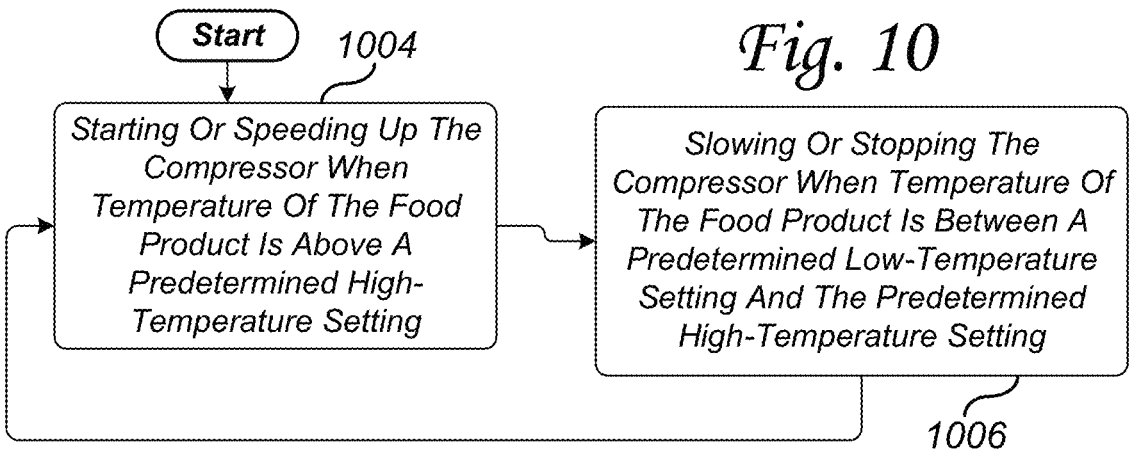 Start
1004
Fig. 10
Starting Or Speeding Up The
Compressor When
Temperature Of The Food
Product Is Above A
Predetermined High-
Temperature Setting
Slowing Or Stopping The
Compressor When Temperature Of
The Food Product Is Between A
Predetermined Low-Temperature
Setting And The Predetermined
High-Temperature Setting
1006